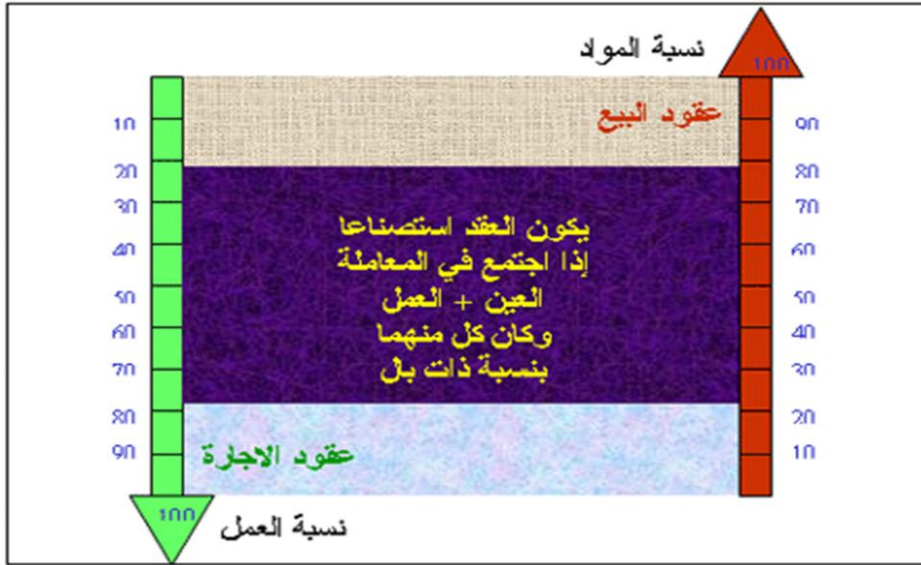 نسبة المواد
100
عقود البيع
10
90
20
80
30
70
يكون العقد استصناعا
40
60
إذا اجتمع في المعاملة
العين + العمل
50
50
وكان كل منهما
60
40
بنسبة ذات بال
70
30
80
20
عقود الاجارة
90
10
100
نسبة العمل